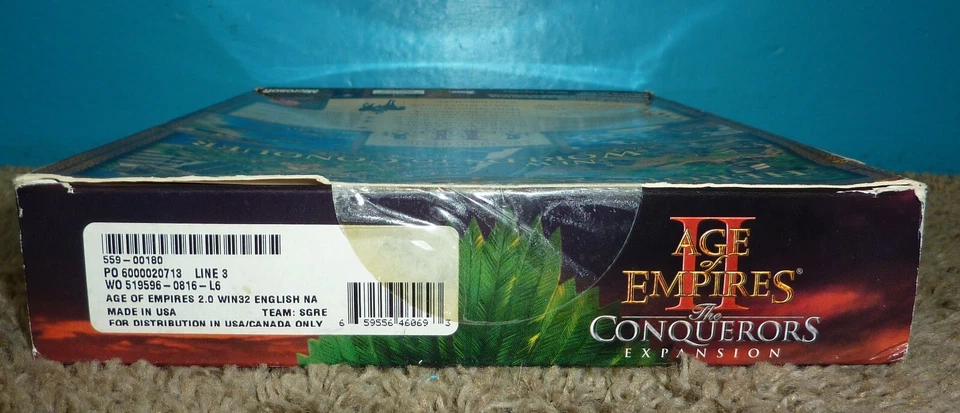 559-00180
PO 6000020713 LINE 3
WO 519596-0816-L6
AGE OF EMPIRES 2.0 WIN32 ENGLISH NA
MADE IN USA TEAM: SGRE
FOR DISTRIBUTION IN USA/CANADA ONLY
6 59556 46069 3
II
AGE
of
EMPIRES®
The
CONQUERORS
EXPANSION